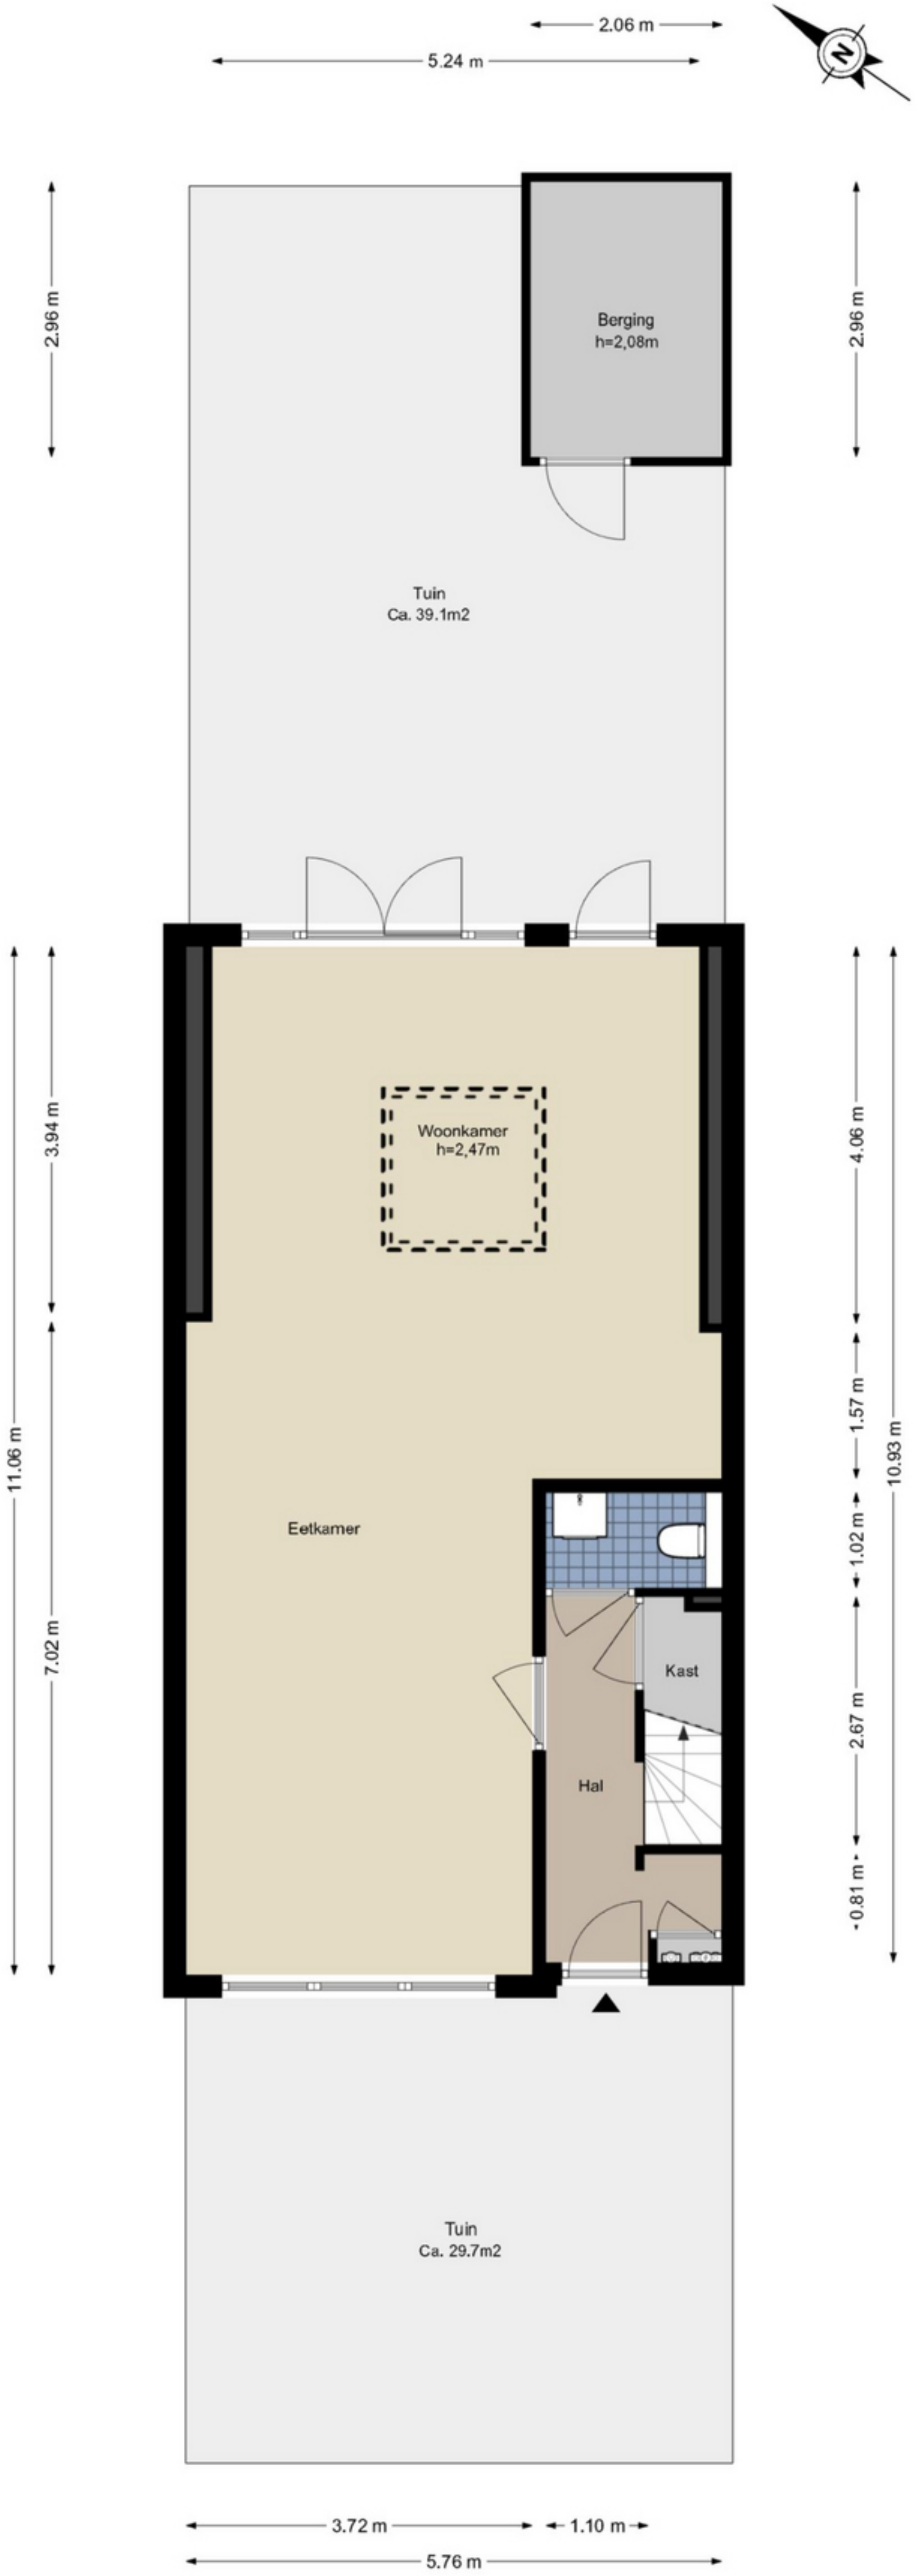 2.06 m
5.24 m
N
2.96 m
2.96 m
Berging
h=2,08m
Tuin
Ca. 39.1m2
3.94 m
4.06 m
Woonkamer
h=2,47m
1.57 m
11.06 m
10.93 m
Eetkamer
1.02 m
7.02 m
Kast
2.67 m
Hal
0.81 m
Tuin
Ca. 29.7m2
3.72 m
1.10 m
5.76 m